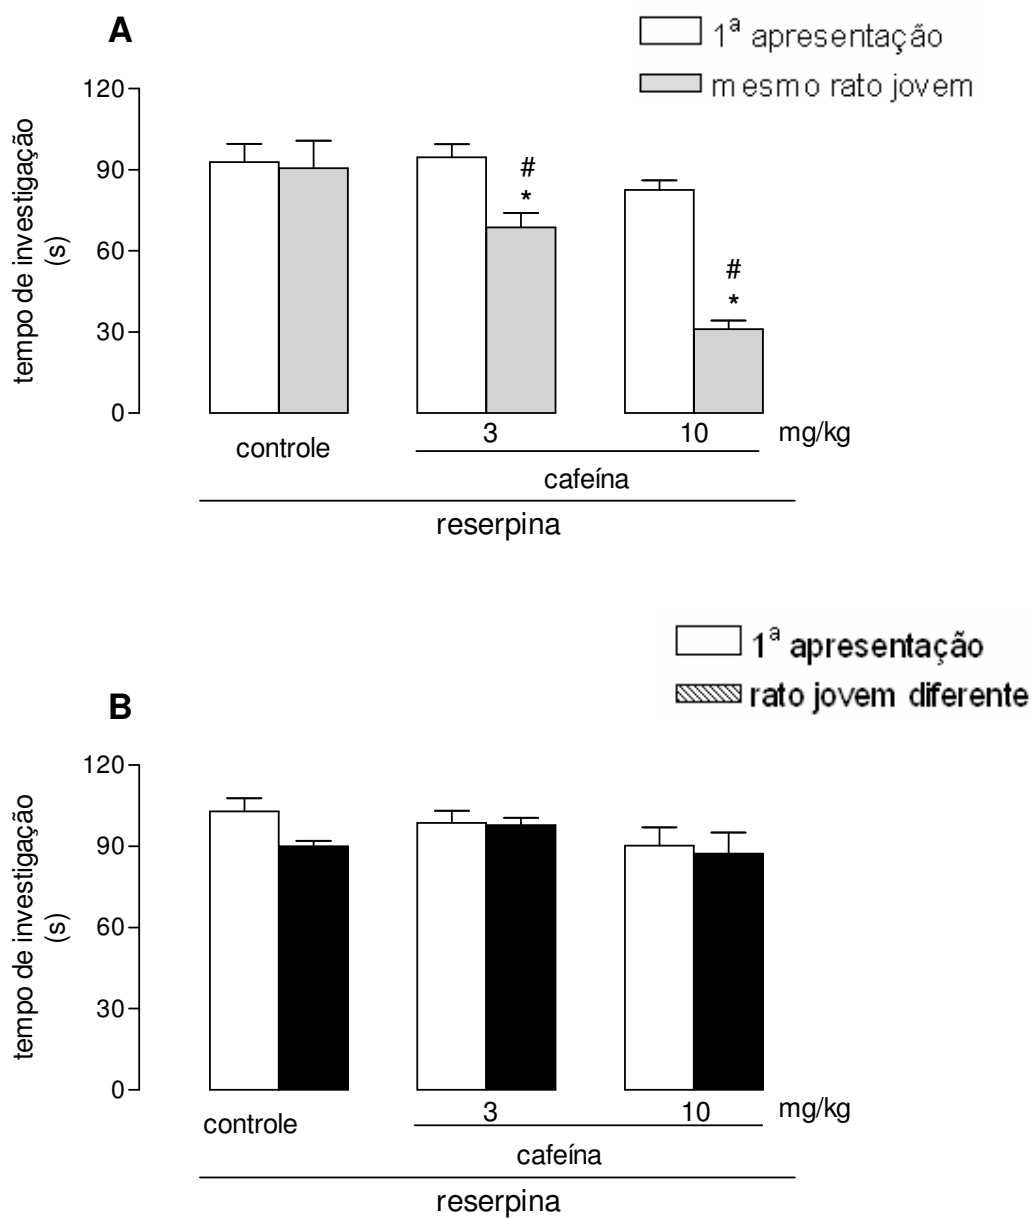 A
1ª apresentação
mesmo rato jovem
tempo de investigação
(s)
120
90
60
30
0
#
*
#
*
controle
3
10
mg/kg
cafeína
reserpina
1ª apresentação
rato jovem diferente
B
tempo de investigação
(s)
120
90
60
30
0
controle
3
10
mg/kg
cafeína
reserpina